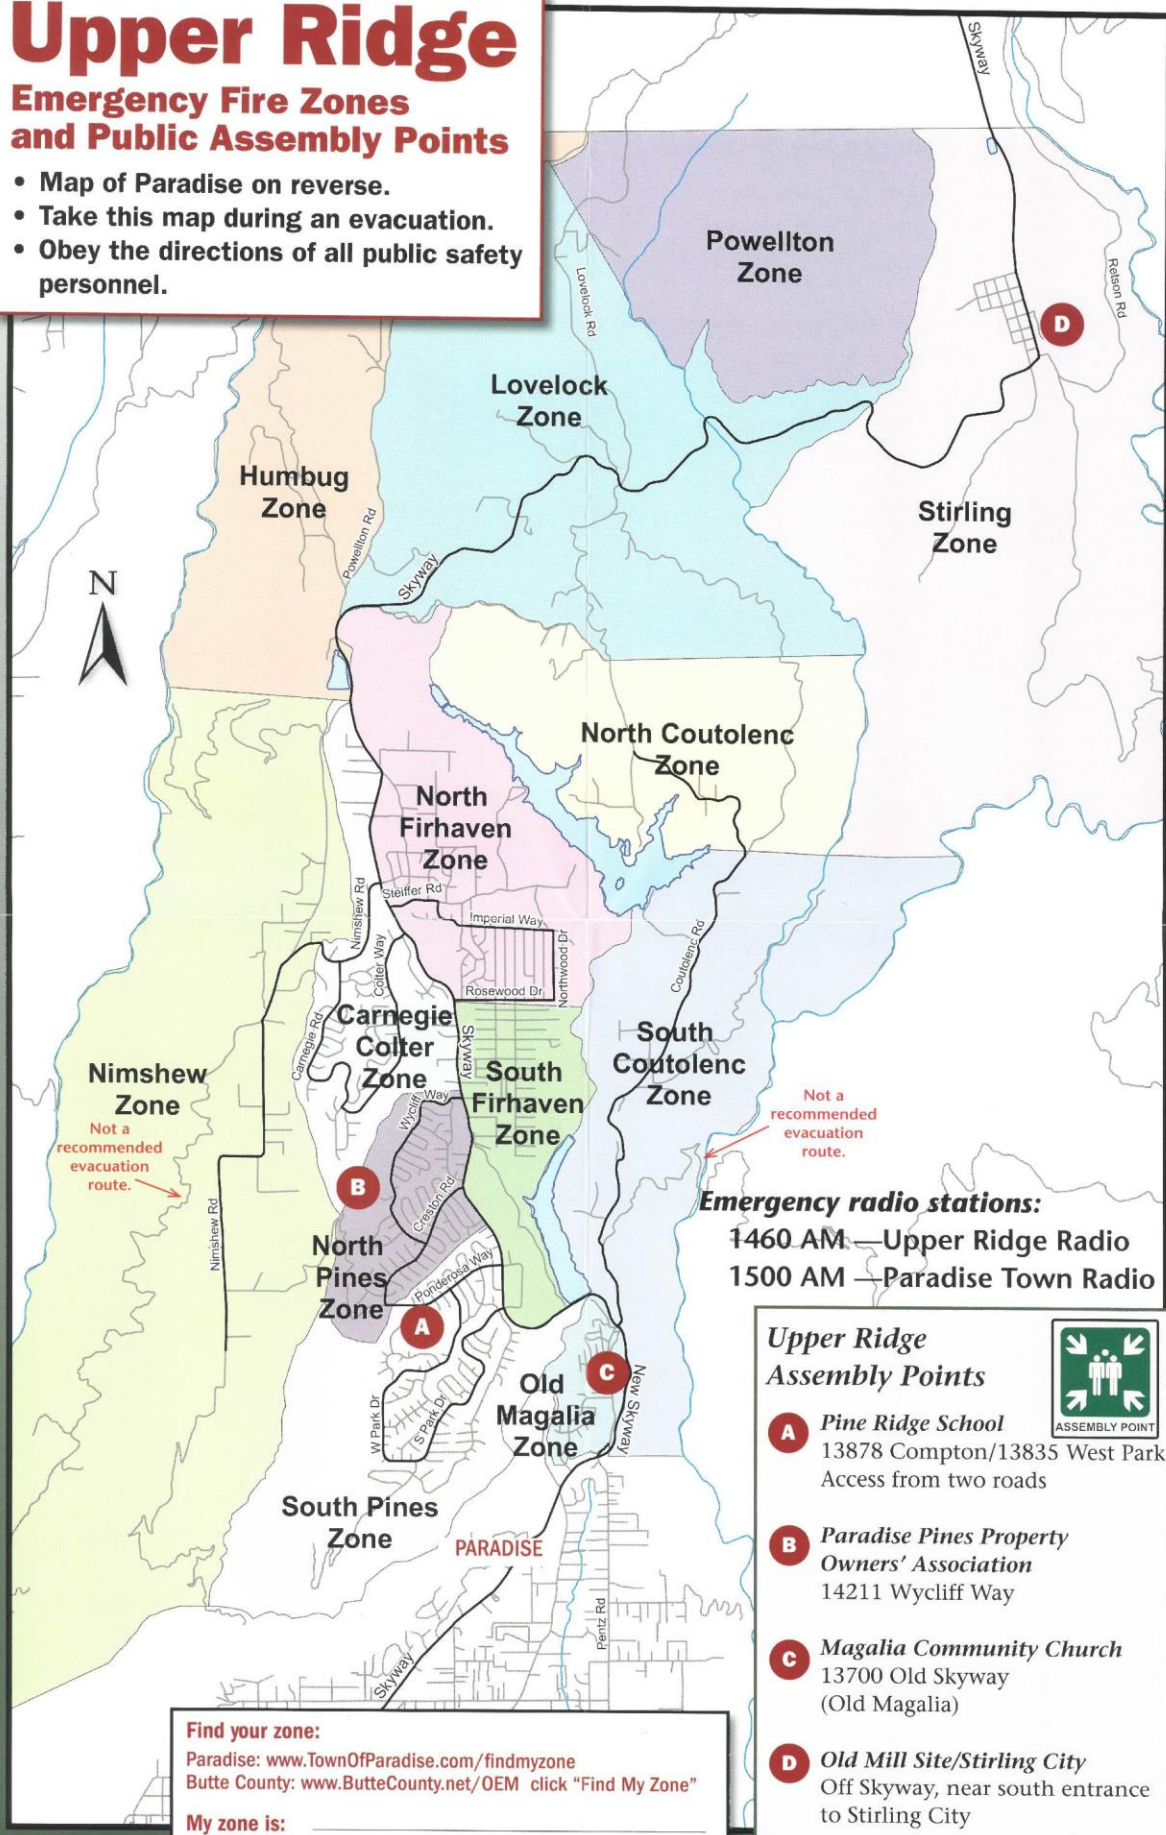 Upper Ridge
Emergency Fire Zones
and Public Assembly Points
• Map of Paradise on reverse.
• Take this map during an evacuation.
• Obey the directions of all public safety
personnel.
Skyway
Powellton
Zone
Lovelock Rd
Retson Rd
D
Lovelock
Zone
Humbug
Zone
Powellton Rd
Skyway
Stirling
Zone
N
North Coutolenc
Zone
North
Firhaven
Zone
Nimshew Rd
Steiffer Rd
Imperial Way
Colter Way
Northwood Dr
Coutolenc Rd
Rosewood Dr
Carnegie Rd
Carnegie
Colter
Zone
Skyway
South
Firhaven
Zone
South
Coutolenc
Zone
Nimshew
Zone
Not a
recommended
evacuation
route.
Wycliff Way
Not a
recommended
evacuation
route.
B
Creston Rd
Nimshew Rd
North
Pines
Zone
Ponderosa Way
A
Emergency radio stations:
1460 AM —Upper Ridge Radio
1500 AM —Paradise Town Radio
C
Old
Magalia
Zone
New Skyway
W Park Dr
S Park Dr
South Pines
Zone
PARADISE
Pentz Rd
Skyway
Upper Ridge
Assembly Points
ASSEMBLY POINT
A Pine Ridge School
13878 Compton/13835 West Park
Access from two roads
B Paradise Pines Property
Owners' Association
14211 Wycliff Way
C Magalia Community Church
13700 Old Skyway
(Old Magalia)
D Old Mill Site/Stirling City
Off Skyway, near south entrance
to Stirling City
Find your zone:
Paradise: www.TownOfParadise.com/findmyzone
Butte County: www.ButteCounty.net/OEM click "Find My Zone"
My zone is: